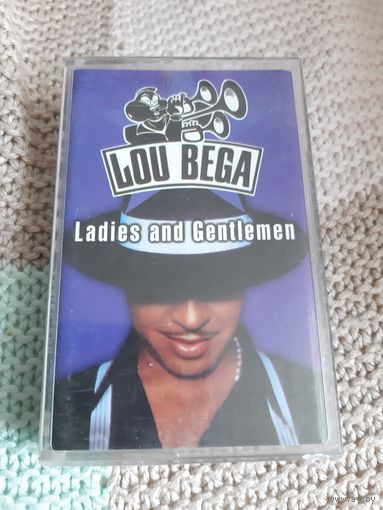 LOU BEGA
Ladies and Gentlemen